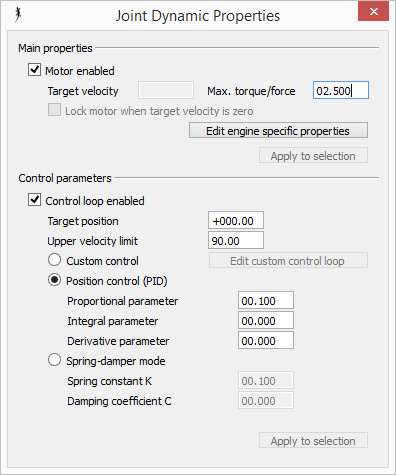 Joint Dynamic Properties
Main properties
Motor enabled
Target velocity Max. torque/force 02.500
Lock motor when target velocity is zero
Edit engine specific properties
Apply to selection
Control parameters
Control loop enabled
Target position +000.00
Upper velocity limit 90.00
Custom control Edit custom control loop
Position control (PID)
Proportional parameter 00.100
Integral parameter 00.000
Derivative parameter 00.000
Spring-damper mode
Spring constant K 00.100
Damping coefficient C 00.000
Apply to selection